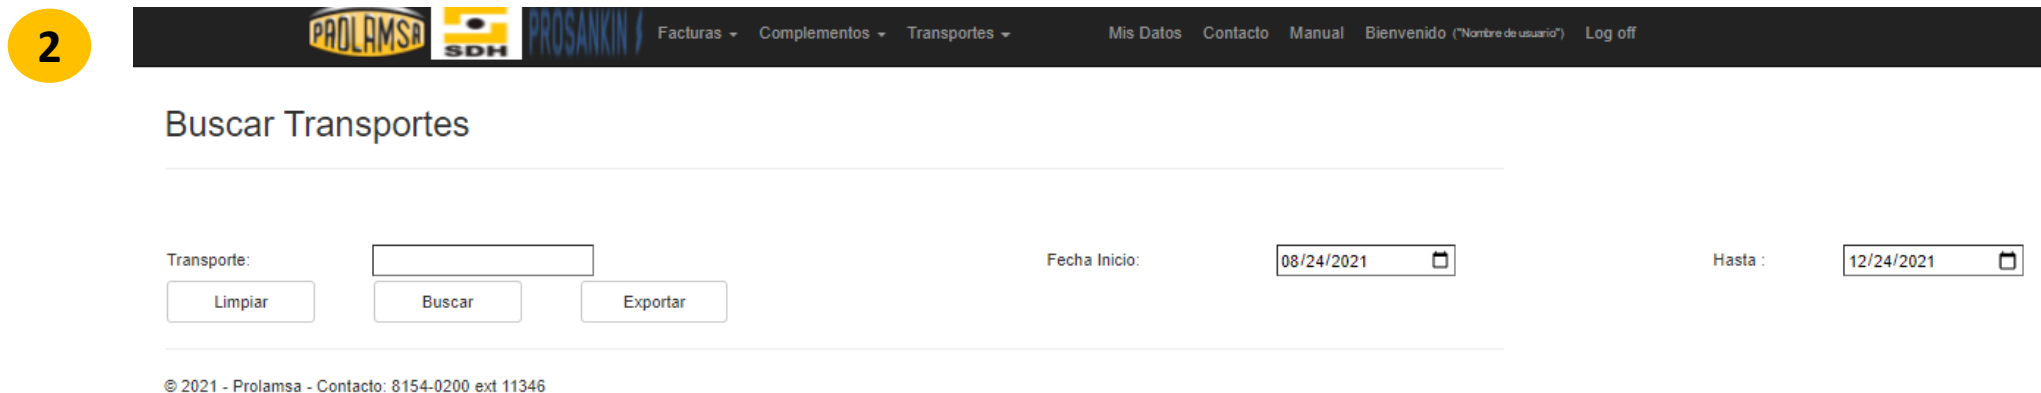 2
PROLAMSA SDH PROSANKIN Facturas Complementos Transportes Mis Datos Contacto Manual Bienvenido ("Nombre de usuario") Log off
Buscar Transportes
Transporte: Fecha Inicio: 08/24/2021 Hasta : 12/24/2021
Limpiar Buscar Exportar
© 2021 - Prolamsa - Contacto: 8154-0200 ext 11346